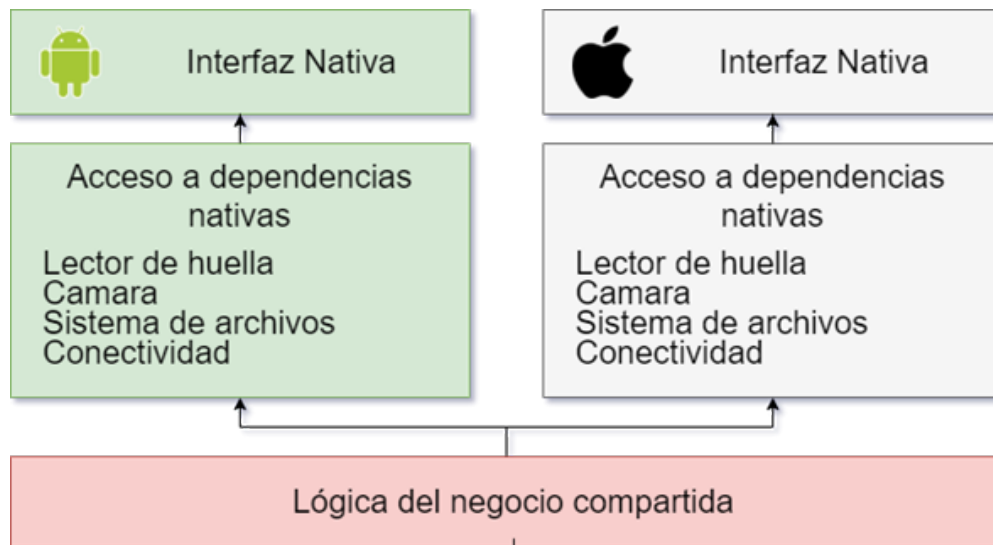 Interfaz Nativa
Interfaz Nativa
Acceso a dependencias
nativas
Lector de huella
Camara
Sistema de archivos
Conectividad
Acceso a dependencias
nativas
Lector de huella
Camara
Sistema de archivos
Conectividad
Lógica del negocio compartida